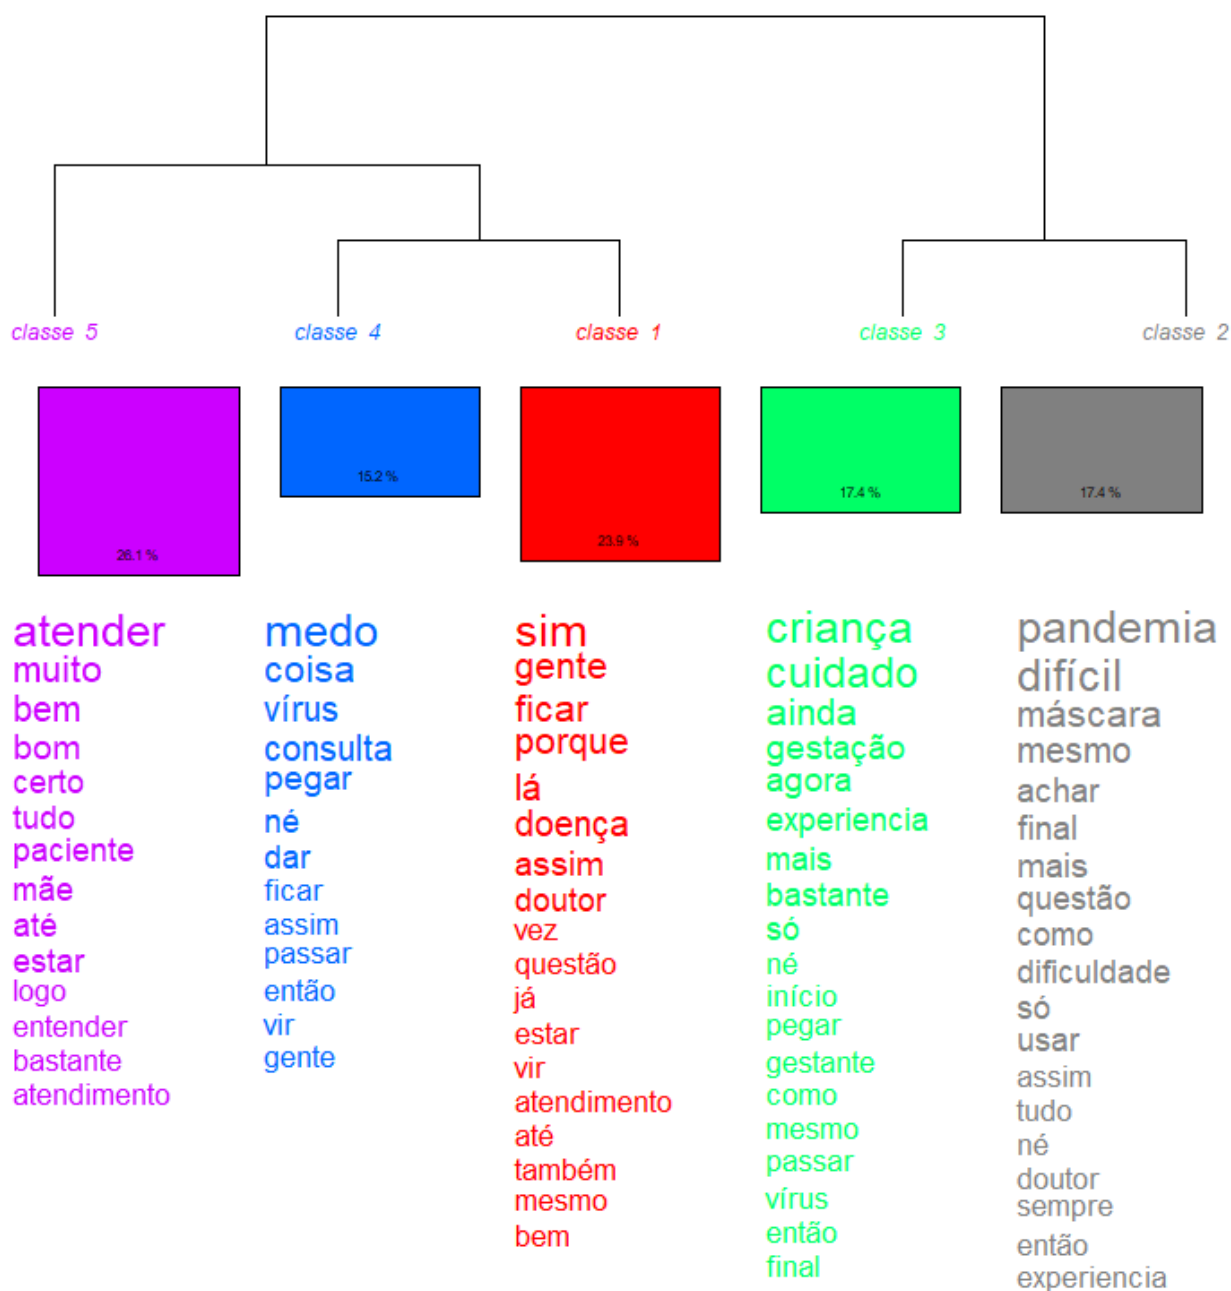 classe 5
classe 4
classe 1
classe 3
classe 2
26.1 %
15.2 %
23.9 %
17.4 %
17.4 %
atender
muito
bem
bom
certo
tudo
paciente
mãe
até
estar
logo
entender
bastante
atendimento
medo
coisa
vírus
consulta
pegar
né
dar
ficar
assim
passar
então
vir
gente
sim
gente
ficar
porque
lá
doença
assim
doutor
vez
questão
já
estar
vir
atendimento
até
também
mesmo
bem
criança
cuidado
ainda
gestação
agora
experiencia
mais
bastante
só
né
início
pegar
gestante
como
mesmo
passar
vírus
então
final
pandemia
difícil
máscara
mesmo
achar
final
mais
questão
como
dificuldade
só
usar
assim
tudo
né
doutor
sempre
então
experiencia